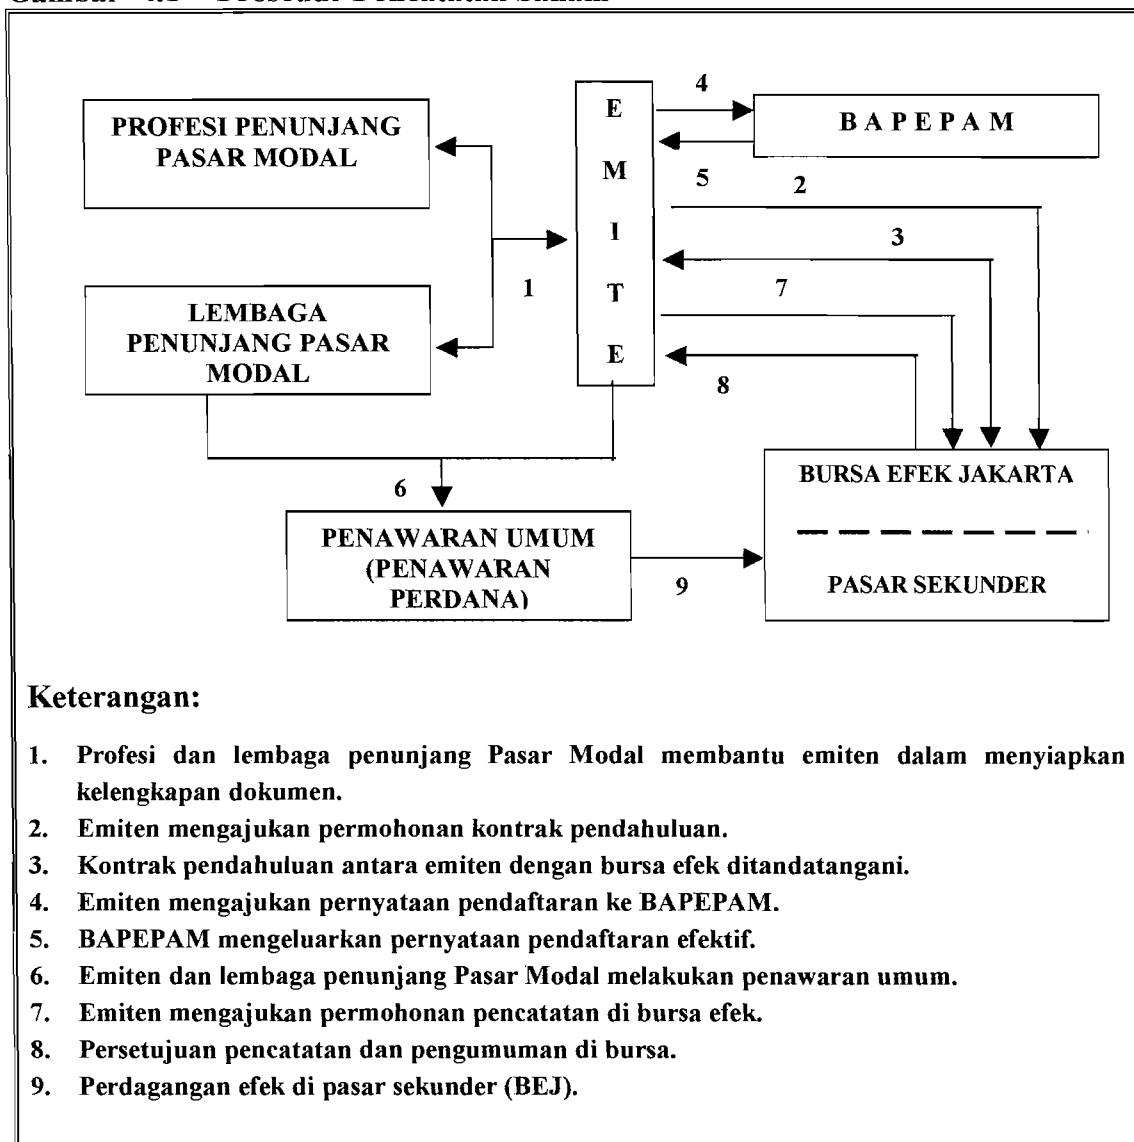 4
E
PROFESI PENUNJANG
PASAR MODAL
B A P E P A M
M
5
2
I
3
1
T
7
LEMBAGA
PENUNJANG PASAR
MODAL
E
8
6
BURSA EFEK JAKARTA
PENAWARAN UMUM
(PENAWARAN
PERDANA)
9
PASAR SEKUNDER
Keterangan:
1. Profesi dan lembaga penunjang Pasar Modal membantu emiten dalam menyiapkan
kelengkapan dokumen.
2. Emiten mengajukan permohonan kontrak pendahuluan.
3. Kontrak pendahuluan antara emiten dengan bursa efek ditandatangani.
4. Emiten mengajukan pernyataan pendaftaran ke BAPEPAM.
5. BAPEPAM mengeluarkan pernyataan pendaftaran efektif.
6. Emiten dan lembaga penunjang Pasar Modal melakukan penawaran umum.
7. Emiten mengajukan permohonan pencatatan di bursa efek.
8. Persetujuan pencatatan dan pengumuman di bursa.
9. Perdagangan efek di pasar sekunder (BEJ).